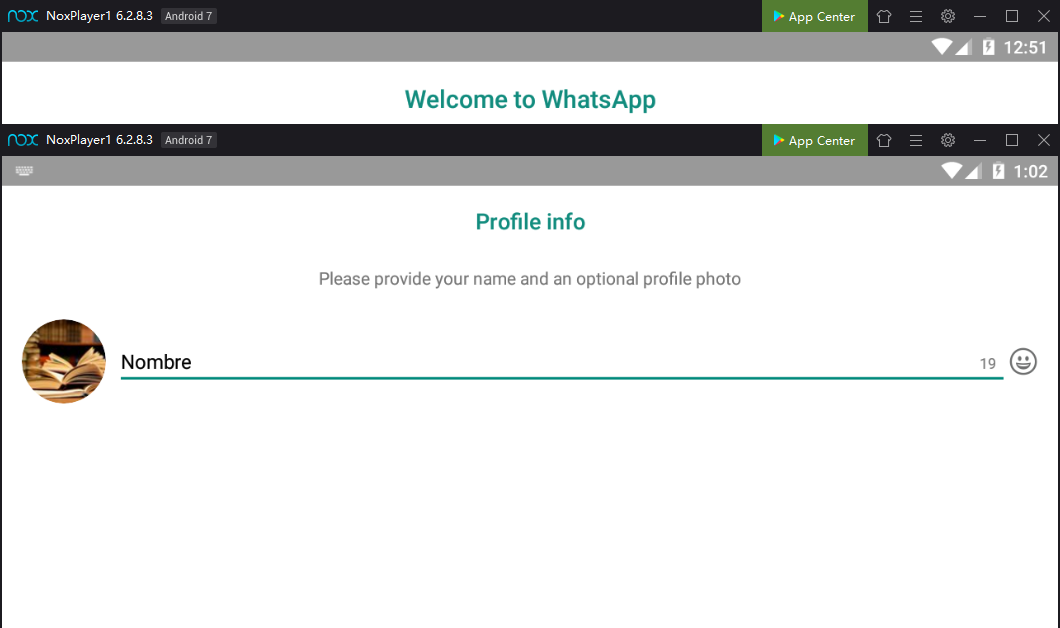 nox NoxPlayer1 6.2.8.3 Android 7 App Center
12:51
Welcome to WhatsApp
nox NoxPlayer1 6.2.8.3 Android 7 App Center
1:02
Profile info
Please provide your name and an optional profile photo
Nombre 19